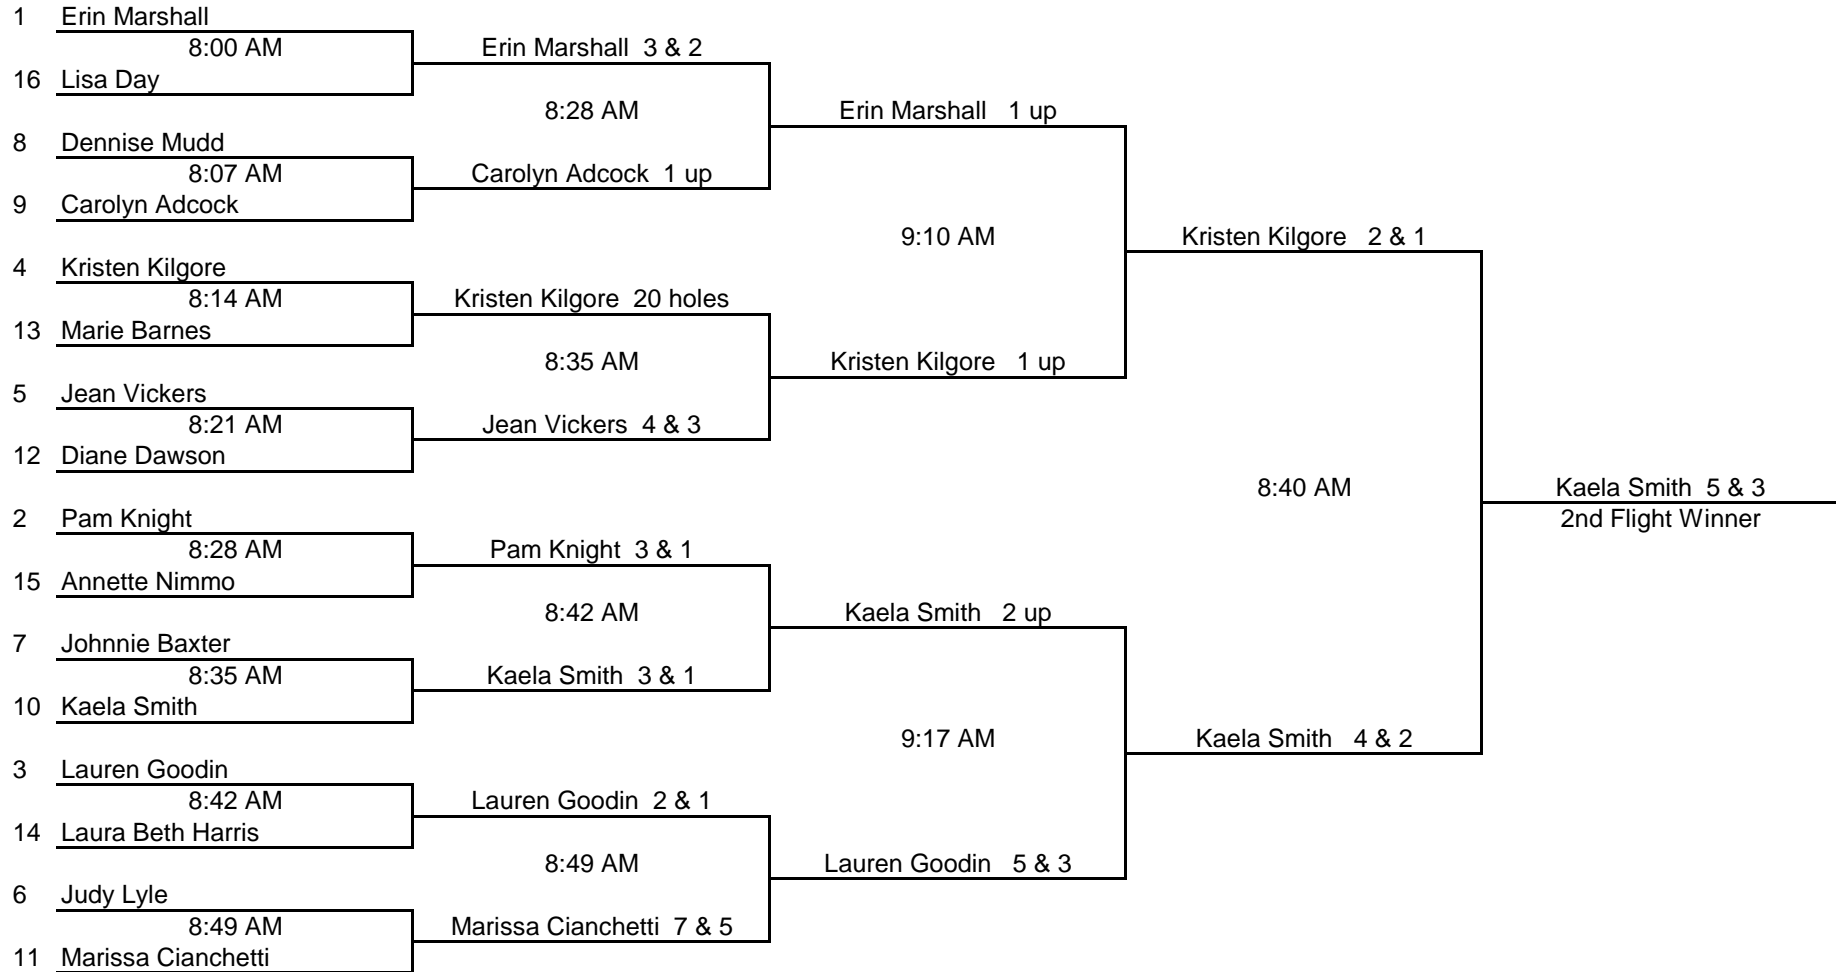 1 Erin Marshall
8:00 AM Erin Marshall 3 & 2
16 Lisa Day
8:28 AM Erin Marshall 1 up
8 Dennise Mudd
8:07 AM Carolyn Adcock 1 up
9 Carolyn Adcock
9:10 AM Kristen Kilgore 2 & 1
4 Kristen Kilgore
8:14 AM Kristen Kilgore 20 holes
13 Marie Barnes
8:35 AM Kristen Kilgore 1 up
5 Jean Vickers
8:21 AM Jean Vickers 4 & 3
12 Diane Dawson
8:40 AM Kaela Smith 5 & 3
2 Pam Knight 2nd Flight Winner
8:28 AM Pam Knight 3 & 1
15 Annette Nimmo
8:42 AM Kaela Smith 2 up
7 Johnnie Baxter
8:35 AM Kaela Smith 3 & 1
10 Kaela Smith
9:17 AM Kaela Smith 4 & 2
3 Lauren Goodin
8:42 AM Lauren Goodin 2 & 1
14 Laura Beth Harris
8:49 AM Lauren Goodin 5 & 3
6 Judy Lyle
8:49 AM Marissa Cianchetti 7 & 5
11 Marissa Cianchetti